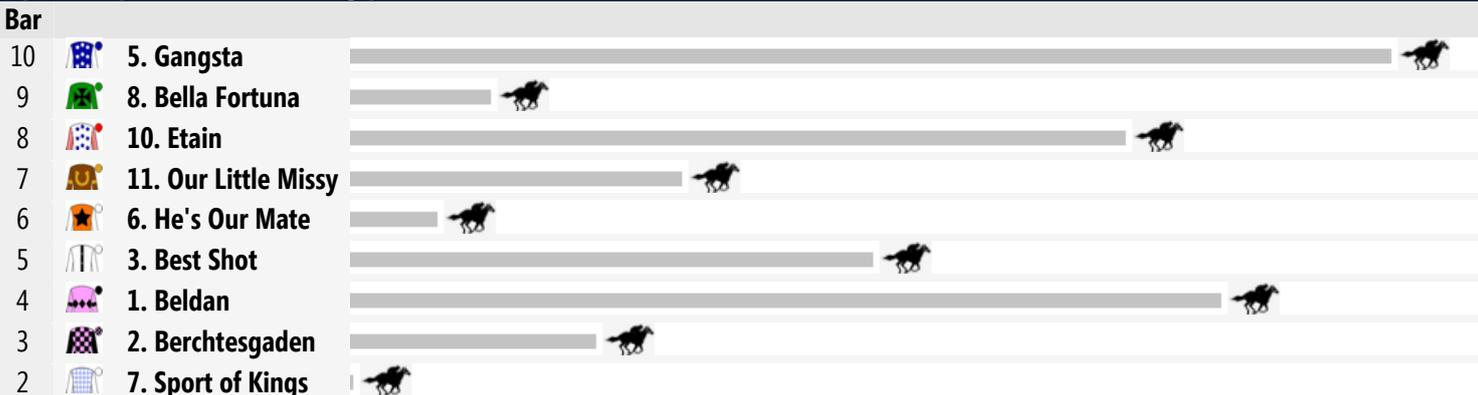 Bar
10 5. Gangsta
9 8. Bella Fortuna
8 10. Etain
7 11. Our Little Missy
6 6. He's Our Mate
5 3. Best Shot
4 1. Beldan
3 2. Berchtesgaden
2 7. Sport of Kings